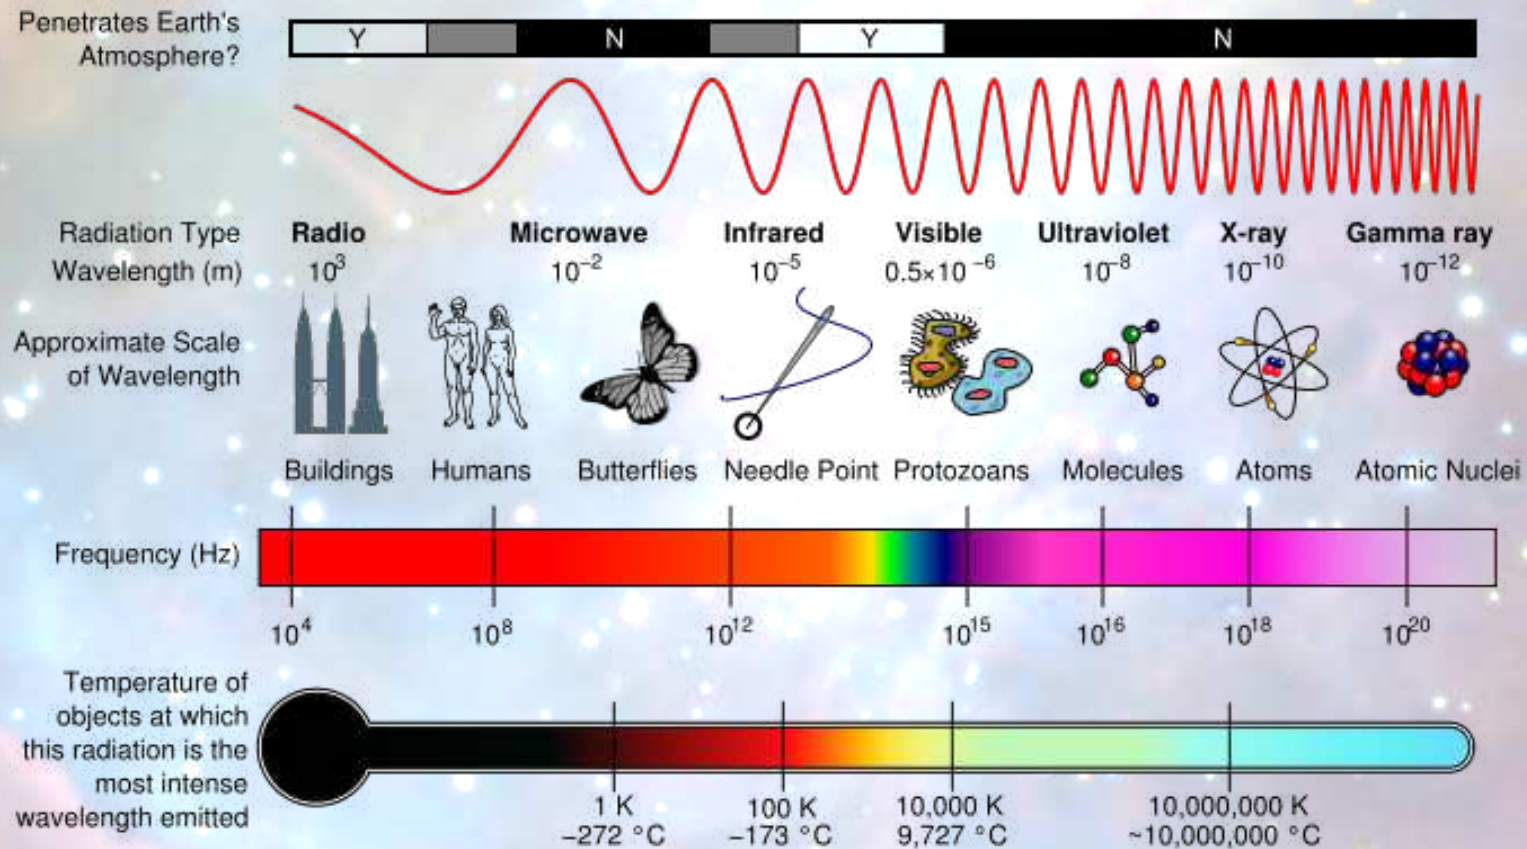 Penetrates Earth's
Atmosphere?
Y N Y N
Radiation Type
Radio Microwave Infrared Visible Ultraviolet X-ray Gamma ray
Wavelength (m)
10³ 10⁻² 10⁻⁵ 0.5×10⁻⁶ 10⁻⁸ 10⁻¹⁰ 10⁻¹²
Approximate Scale
of Wavelength
Buildings Humans Butterflies Needle Point Protozoans Molecules Atoms Atomic Nuclei
Frequency (Hz)
10⁴ 10⁸ 10¹² 10¹⁵ 10¹⁶ 10¹⁸ 10²⁰
Temperature of
objects at which
this radiation is the
most intense
wavelength emitted
1 K 100 K 10,000 K 10,000,000 K
−272 °C −173 °C 9,727 °C ~10,000,000 °C